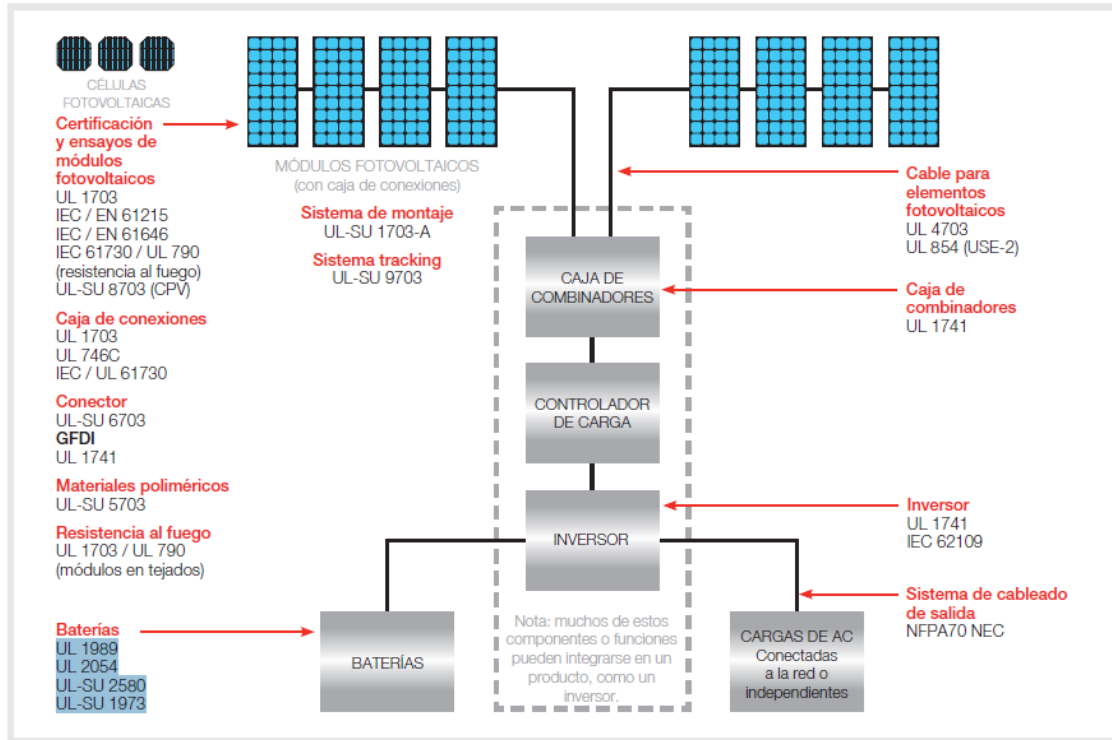 CÉLULAS
FOTOVOLTAICAS
Certificación
y ensayos de
módulos
fotovoltaicos
UL 1703
IEC / EN 61215
IEC / EN 61646
IEC 61730 / UL 790
(resistencia al fuego)
UL-SU 8703 (CPV)
Caja de conexiones
UL 1703
UL 746C
IEC / UL 61730
Conector
UL-SU 6703
GFDI
UL 1741
Materiales poliméricos
UL-SU 5703
Resistencia al fuego
UL 1703 / UL 790
(módulos en tejados)
Baterías
UL 1989
UL 2054
UL-SU 2580
UL-SU 1973
MÓDULOS FOTOVOLTAICOS
(con caja de conexiones)
Sistema de montaje
UL-SU 1703-A
Sistema tracking
UL-SU 9703
CAJA DE
COMBINADORES
CONTROLADOR
DE CARGA
INVERSOR
BATERÍAS
Nota: muchos de estos
componentes o funciones
pueden integrarse en un
producto, como un
inversor.
CARGAS DE AC
Conectadas
a la red o
independientes
Cable para
elementos
fotovoltaicos
UL 4703
UL 854 (USE-2)
Caja de
combinadores
UL 1741
Inversor
UL 1741
IEC 62109
Sistema de cableado
de salida
NFPA70 NEC